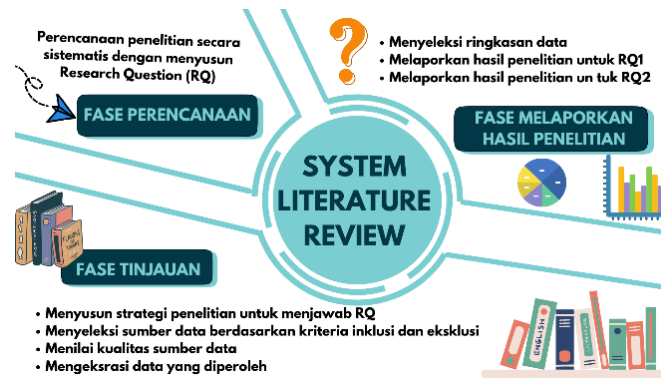 Perencanaan penelitian secara
sistematis dengan menyusun
Research Question (RQ)
FASE PERENCANAAN
• Menyeleksi ringkasan data
• Melaporkan hasil penelitian untuk RQ1
• Melaporkan hasil penelitian un tuk RQ2
FASE MELAPORKAN
HASIL PENELITIAN
SYSTEM
LITERATURE
REVIEW
FASE TINJAUAN
• Menyusun strategi penelitian untuk menjawab RQ
• Menyeleksi sumber data berdasarkan kriteria inklusi dan eksklusi
• Menilai kualitas sumber data
• Mengeksrasi data yang diperoleh
ENGLISH